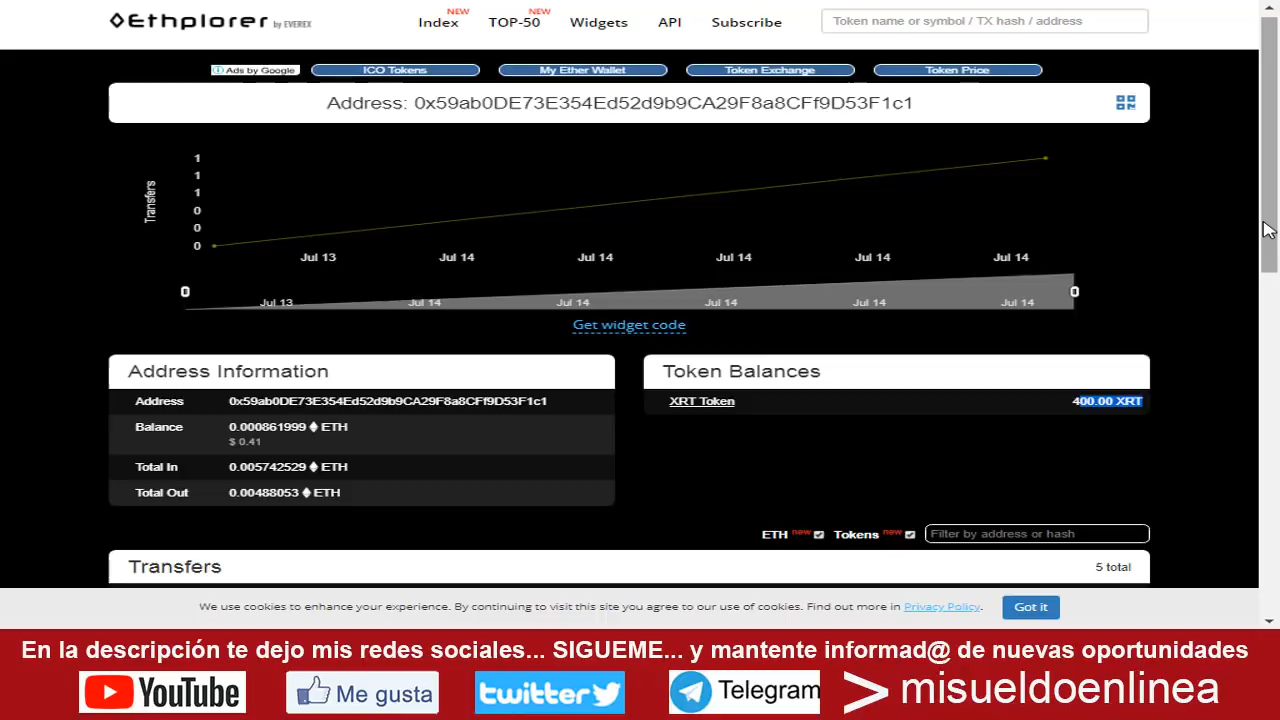 Ethplorer by EVEREX
Index NEW TOP-50 NEW Widgets API Subscribe
Token name or symbol / TX hash / address
Ads by Google ICO Tokens My Ether Wallet Token Exchange Token Price
Address: 0x59ab0DE73E354Ed52d9b9CA29F8a8CFf9D53F1c1
Transfers
1
1
1
0
0
0
Jul 13 Jul 14 Jul 14 Jul 14 Jul 14 Jul 14
Jul 13 Jul 14 Jul 14 Jul 14 Jul 14 Jul 14
Get widget code
Address Information
Address 0x59ab0DE73E354Ed52d9b9CA29F8a8CFf9D53F1c1
Balance 0.000861999 ETH
$ 0.41
Total In 0.005742529 ETH
Total Out 0.00488053 ETH
Token Balances
XRT Token 400.00 XRT
ETH new Tokens new Filter by address or hash
Transfers 5 total
We use cookies to enhance your experience. By continuing to visit this site you agree to our use of cookies. Find out more in Privacy Policy. Got it
En la descripción te dejo mis redes sociales... SIGUEME... y mantente informad@ de nuevas oportunidades
YouTube Me gusta twitter Telegram > misueldoenlinea